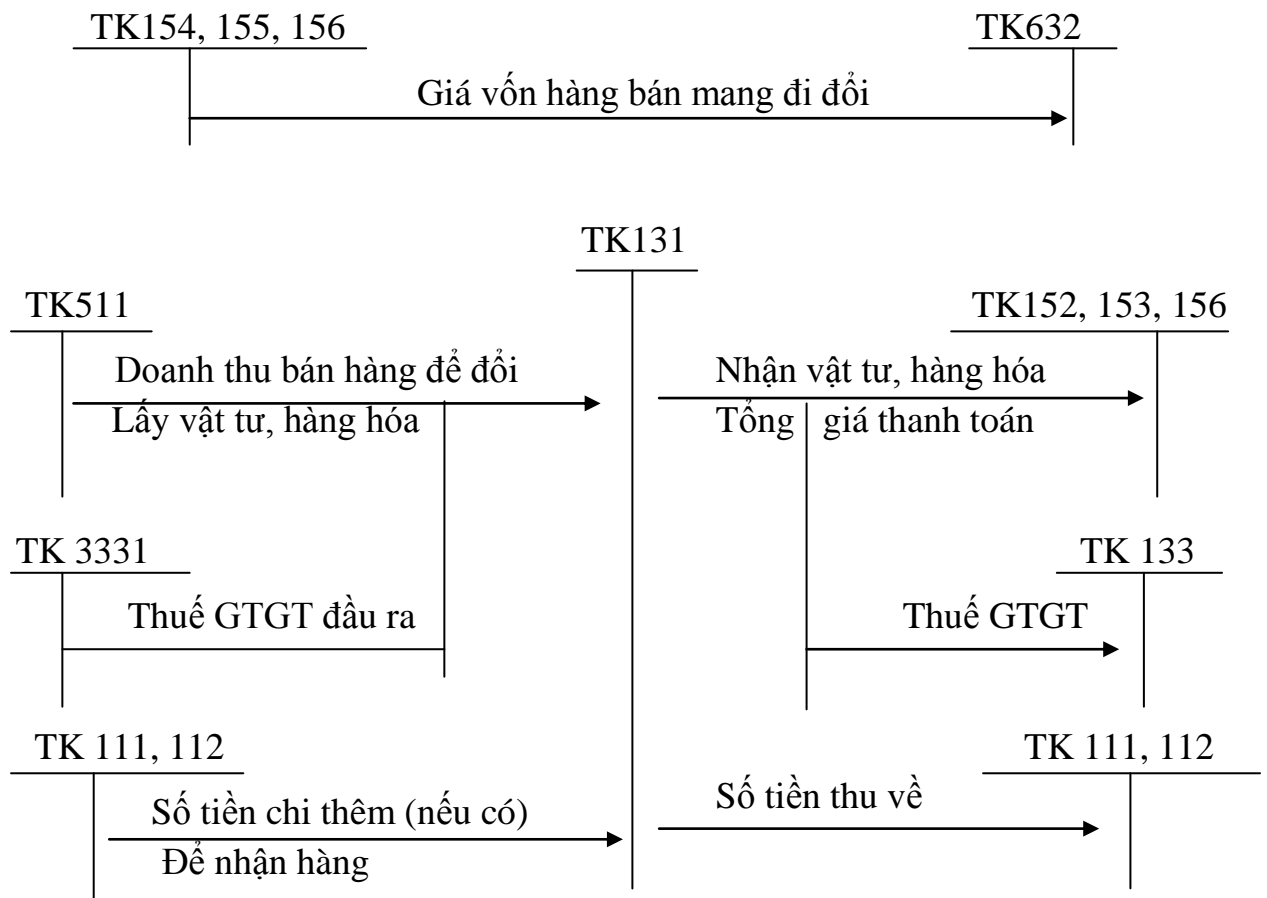 TK154, 155, 156
TK632
Giá vốn hàng bán mang đi đổi
TK131
TK511
TK152, 153, 156
Doanh thu bán hàng để đổi
Lấy vật tư, hàng hóa
Nhận vật tư, hàng hóa
Tổng giá thanh toán
TK 3331
TK 133
Thuế GTGT đầu ra
Thuế GTGT
TK 111, 112
TK 111, 112
Số tiền chi thêm (nếu có)
Để nhận hàng
Số tiền thu về